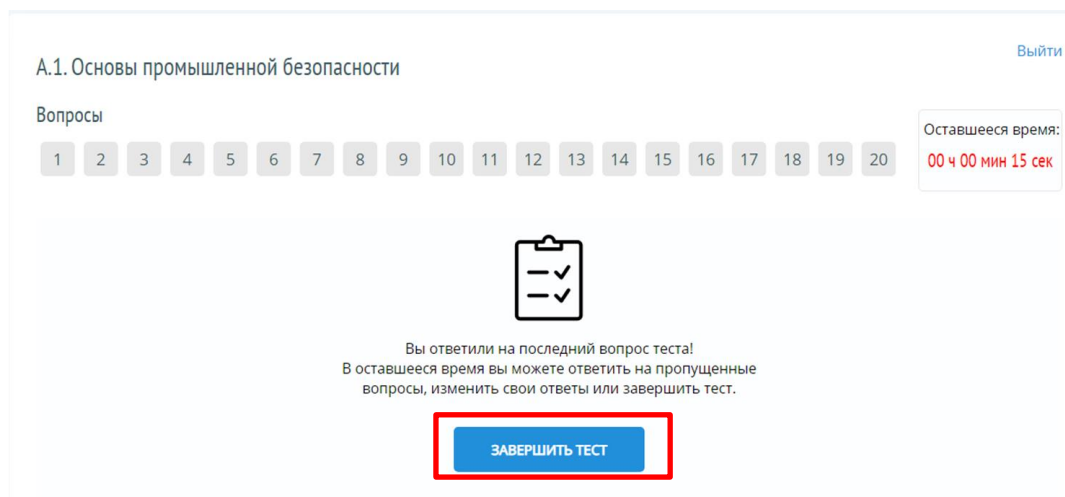 Выйти
А.1. Основы промышленной безопасности
Вопросы
Оставшееся время:
1 2 3 4 5 6 7 8 9 10 11 12 13 14 15 16 17 18 19 20
00 ч 00 мин 15 сек
Вы ответили на последний вопрос теста!
В оставшееся время вы можете ответить на пропущенные
вопросы, изменить свои ответы или завершить тест.
ЗАВЕРШИТЬ ТЕСТ